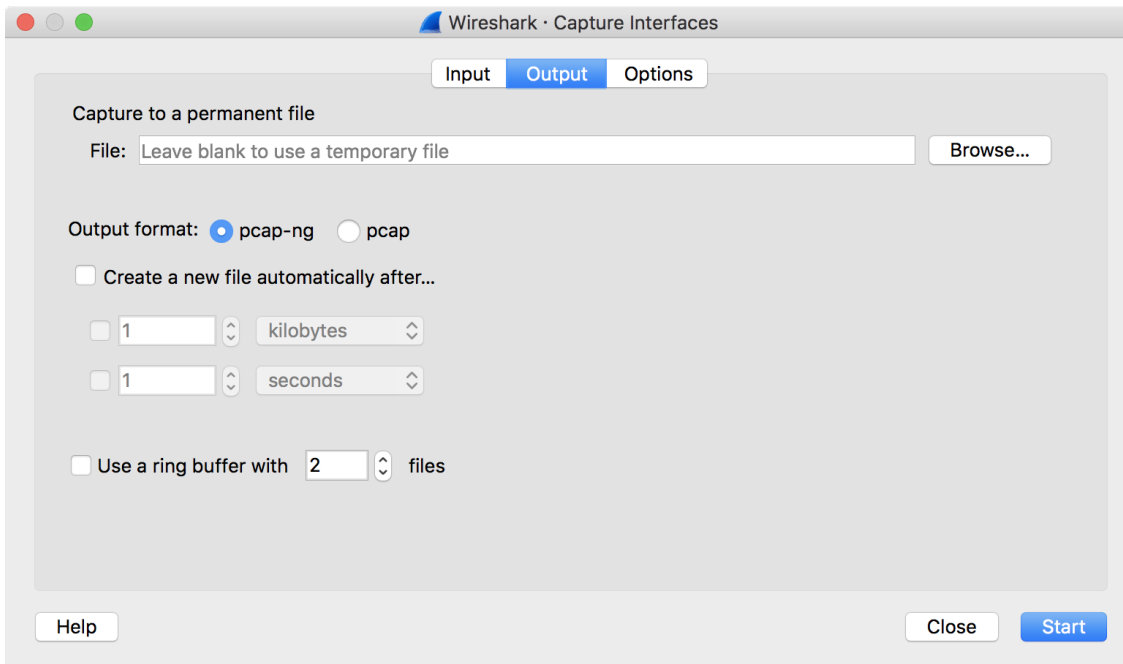 Wireshark · Capture Interfaces
Input Output Options
Capture to a permanent file
File: Leave blank to use a temporary file Browse...
Output format: pcap-ng pcap
Create a new file automatically after...
1 kilobytes
1 seconds
Use a ring buffer with 2 files
Help Close Start